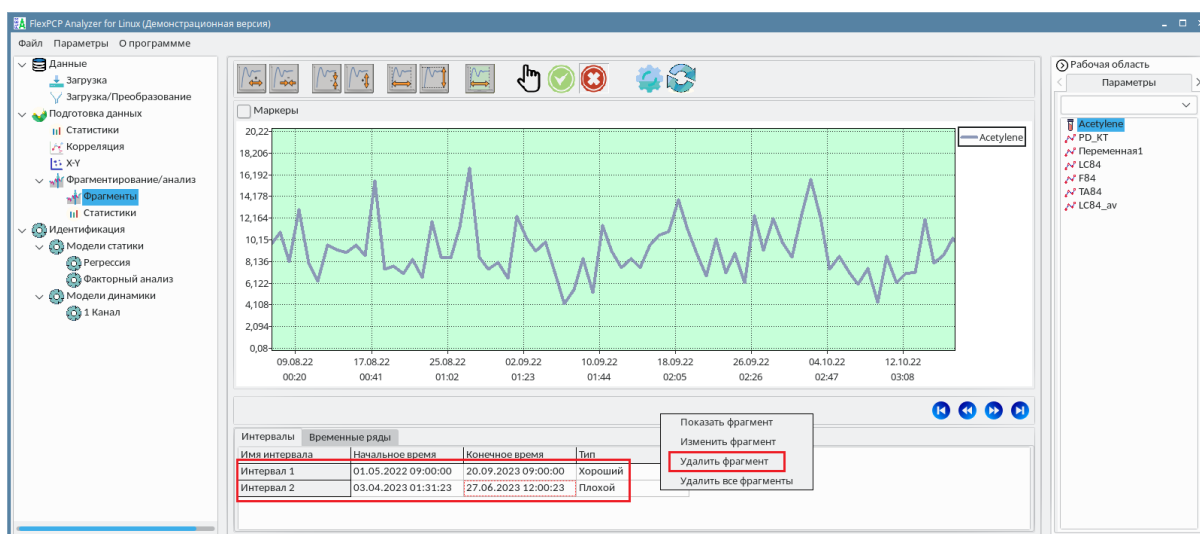 FlexPCP Analyzer for Linux (Демонстрационная версия)
Файл Параметры О программме
Данные
Загрузка
Загрузка/Преобразование
Подготовка данных
Статистики
Корреляция
X-Y
Фрагментирование/анализ
Фрагменты
Статистики
Идентификация
Модели статики
Регрессия
Факторный анализ
Модели динамики
1 Канал
Маркеры
20,22
18,206
16,192
14,178
12,164
10,15
8,136
6,122
4,108
2,094
0,08
Acetylene
09.08.22 17.08.22 25.08.22 02.09.22 10.09.22 18.09.22 26.09.22 04.10.22 12.10.22
00:20 00:41 01:02 01:23 01:44 02:05 02:26 02:47 03:08
Интервалы Временные ряды
Имя интервала Начальное время Конечное время Тип
Интервал 1 01.05.2022 09:00:00 20.09.2023 09:00:00 Хороший
Интервал 2 03.04.2023 01:31:23 27.06.2023 12:00:23 Плохой
Показать фрагмент
Изменить фрагмент
Удалить фрагмент
Удалить все фрагменты
Рабочая область
Параметры
Acetylene
PD_KT
Переменная1
LC84
F84
TA84
LC84_av